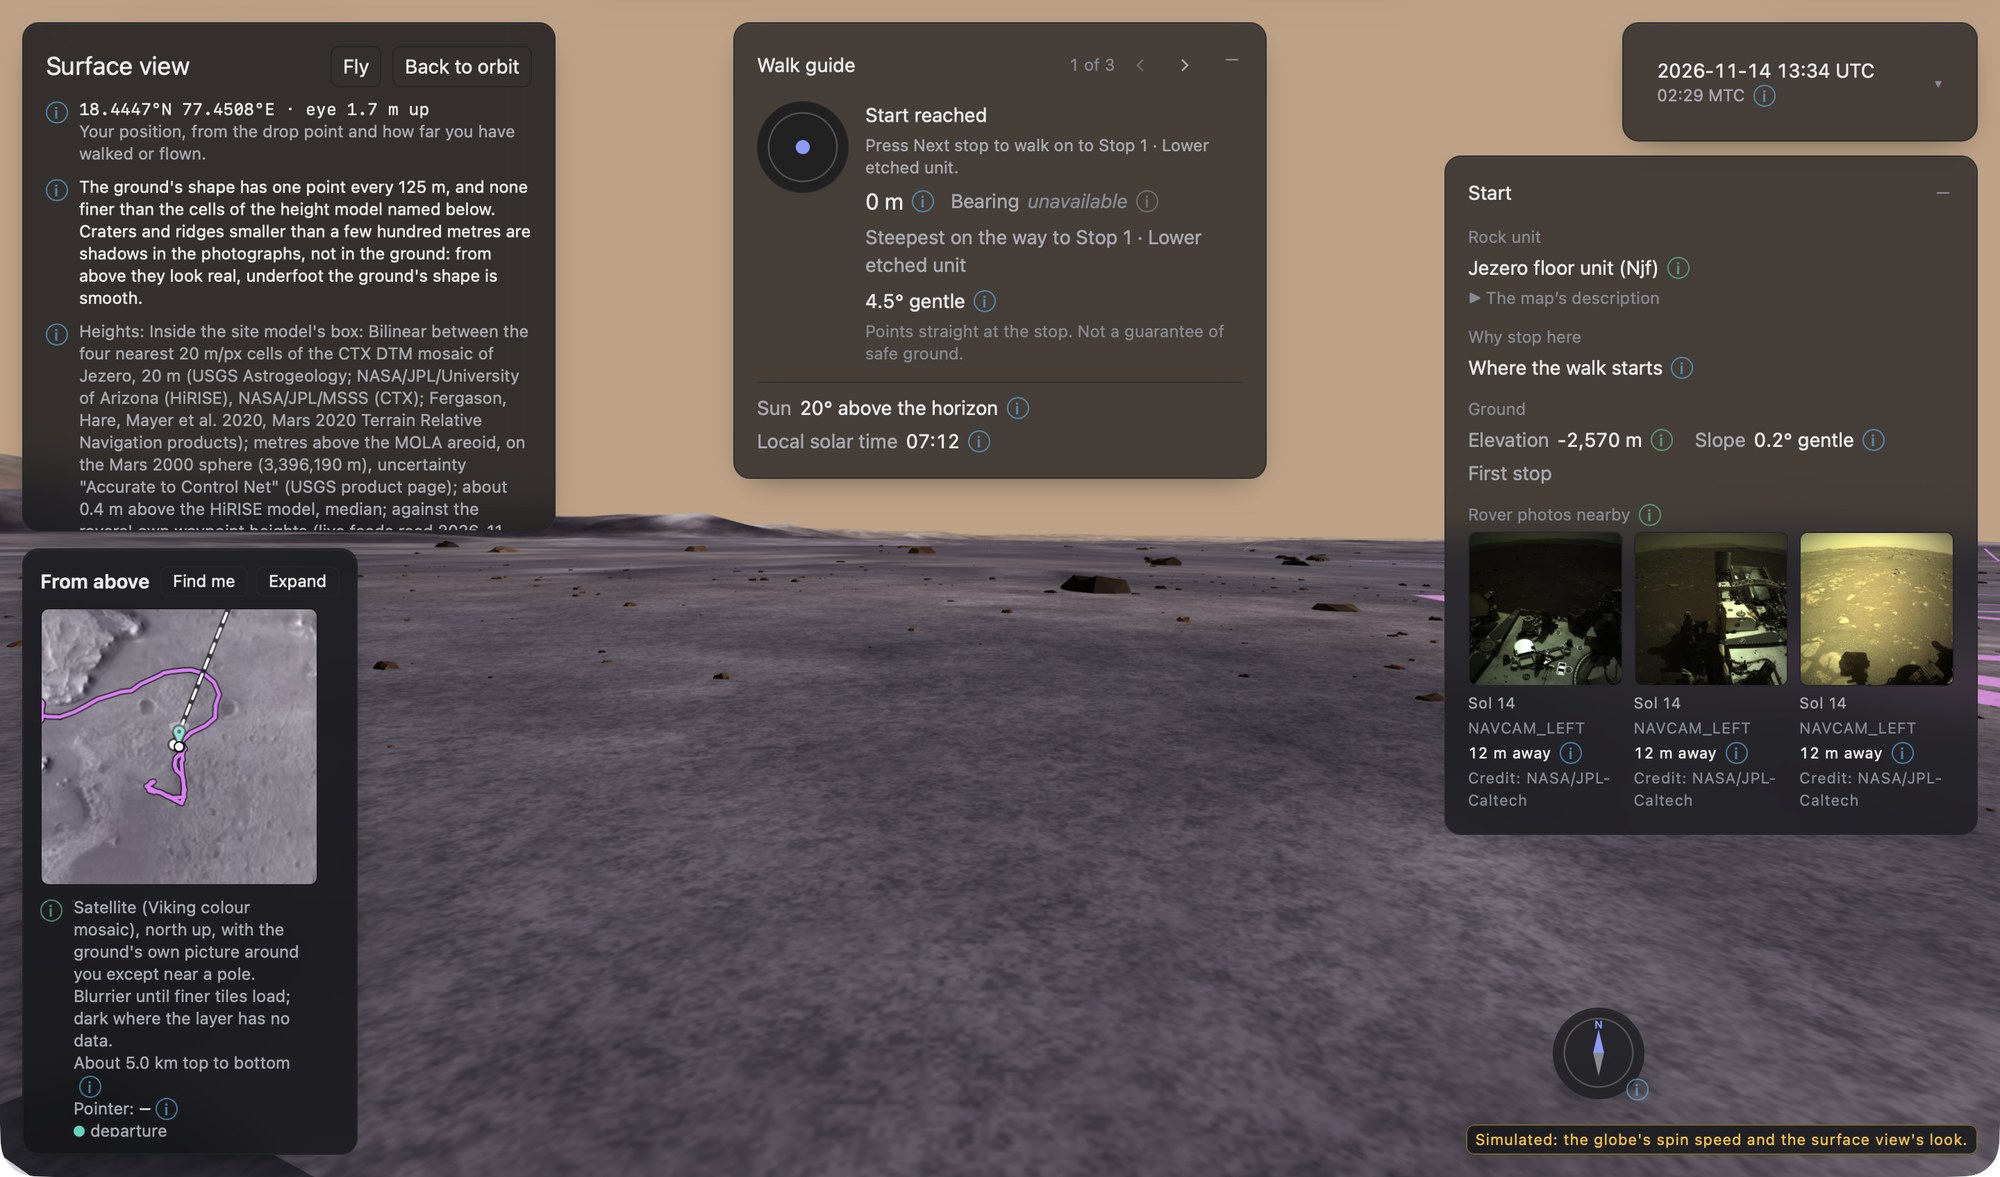 Surface view
Fly
Back to orbit
18.4447°N 77.4508°E · eye 1.7 m up
Your position, from the drop point and how far you have
walked or flown.
The ground's shape has one point every 125 m, and none
finer than the cells of the height model named below.
Craters and ridges smaller than a few hundred metres are
shadows in the photographs, not in the ground: from
above they look real, underfoot the ground's shape is
smooth.
Heights: Inside the site model's box: Bilinear between the
four nearest 20 m/px cells of the CTX DTM mosaic of
Jezero, 20 m (USGS Astrogeology; NASA/JPL/University
of Arizona (HiRISE), NASA/JPL/MSSS (CTX); Fergason,
Hare, Mayer et al. 2020, Mars 2020 Terrain Relative
Navigation products); metres above the MOLA areoid, on
the Mars 2000 sphere (3,396,190 m), uncertainty
"Accurate to Control Net" (USGS product page); about
0.4 m above the HiRISE model, median; against the
rovers' own waypoint heights (live feeds read 2026-11-
From above
Find me
Expand
Satellite (Viking colour
mosaic), north up, with the
ground's own picture around
you except near a pole.
Blurrier until finer tiles load;
dark where the layer has no
data.
About 5.0 km top to bottom
Pointer: –
departure
Walk guide
1 of 3
Start reached
Press Next stop to walk on to Stop 1 · Lower
etched unit.
0 m Bearing unavailable
Steepest on the way to Stop 1 · Lower
etched unit
4.5° gentle
Points straight at the stop. Not a guarantee of
safe ground.
Sun 20° above the horizon
Local solar time 07:12
2026-11-14 13:34 UTC
02:29 MTC
Start
Rock unit
Jezero floor unit (Njf)
The map's description
Why stop here
Where the walk starts
Ground
Elevation -2,570 m Slope 0.2° gentle
First stop
Rover photos nearby
Sol 14
NAVCAM_LEFT
12 m away
Credit: NASA/JPL-
Caltech
Sol 14
NAVCAM_LEFT
12 m away
Credit: NASA/JPL-
Caltech
Sol 14
NAVCAM_LEFT
12 m away
Credit: NASA/JPL-
Caltech
N
Simulated: the globe's spin speed and the surface view's look.